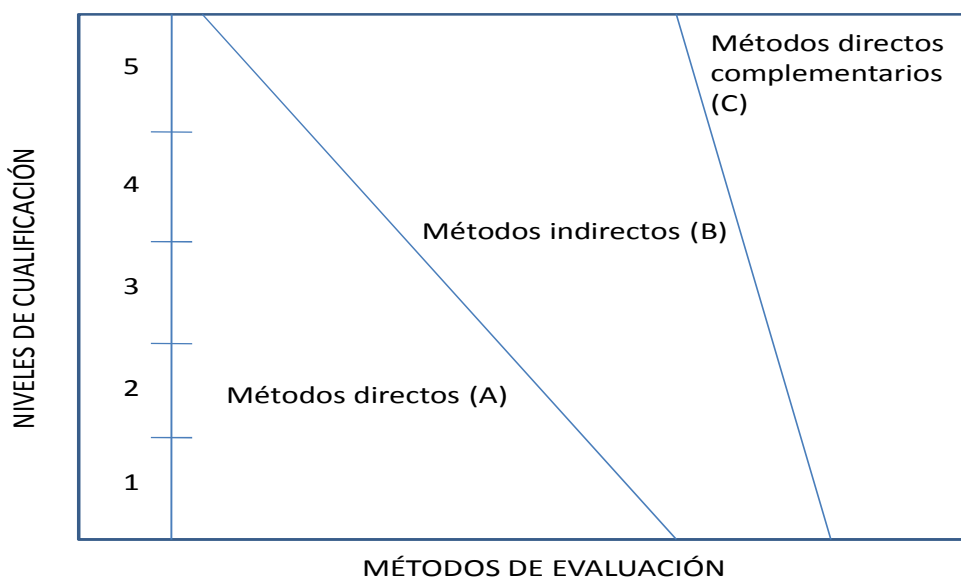 Métodos directos
complementarios
(C)
5
4
Métodos indirectos (B)
3
2
Métodos directos (A)
1
NIVELES DE CUALIFICACIÓN
MÉTODOS DE EVALUACIÓN